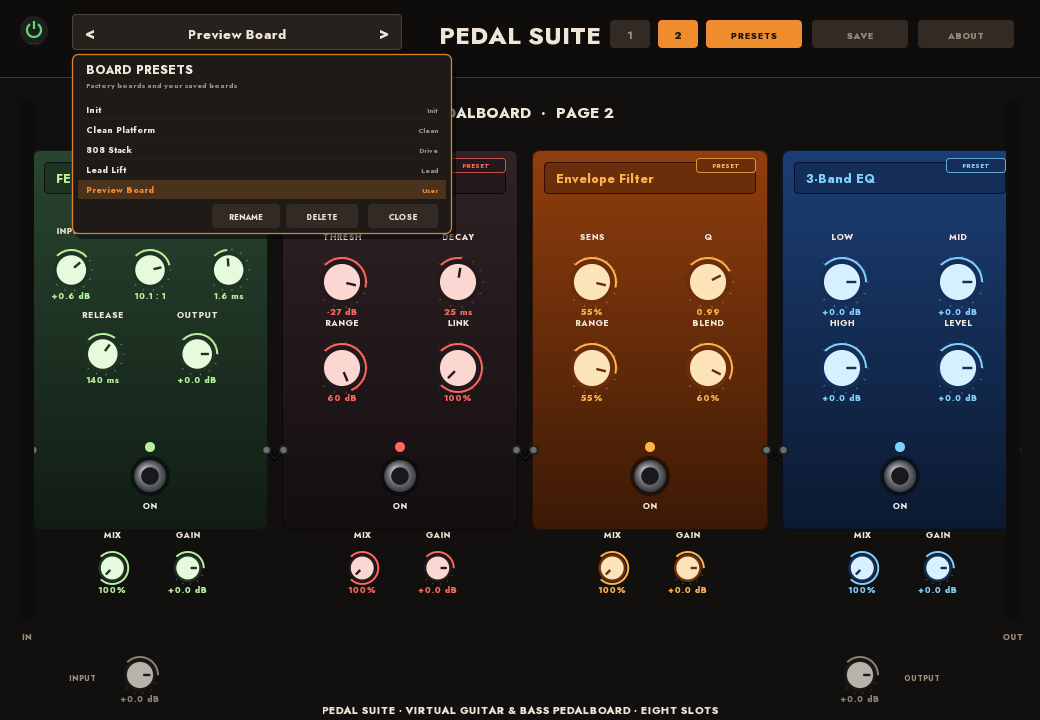 < Preview Board >
PEDAL SUITE
1 2 PRESETS SAVE ABOUT
BOARD PRESETS
Factory boards and your saved boards
Init Init
Clean Platform Clean
808 Stack Drive
Lead Lift Lead
Preview Board User
RENAME DELETE CLOSE
DALBOARD · PAGE 2
FE
PRESET
Envelope Filter PRESET
3-Band EQ PRESET
INP
THRESH DECAY SENS Q LOW MID
+0.6 dB 10.1 : 1 1.6 ms
-27 dB 25 ms 55% 0.99 +0.0 dB +0.0 dB
RELEASE OUTPUT
RANGE LINK RANGE BLEND HIGH LEVEL
140 ms +0.0 dB
60 dB 100% 55% 60% +0.0 dB +0.0 dB
ON ON ON ON
MIX GAIN MIX GAIN MIX GAIN MIX GAIN
100% +0.0 dB 100% +0.0 dB 100% +0.0 dB 100% +0.0 dB
IN OUT
INPUT OUTPUT
+0.0 dB +0.0 dB
PEDAL SUITE · VIRTUAL GUITAR & BASS PEDALBOARD · EIGHT SLOTS